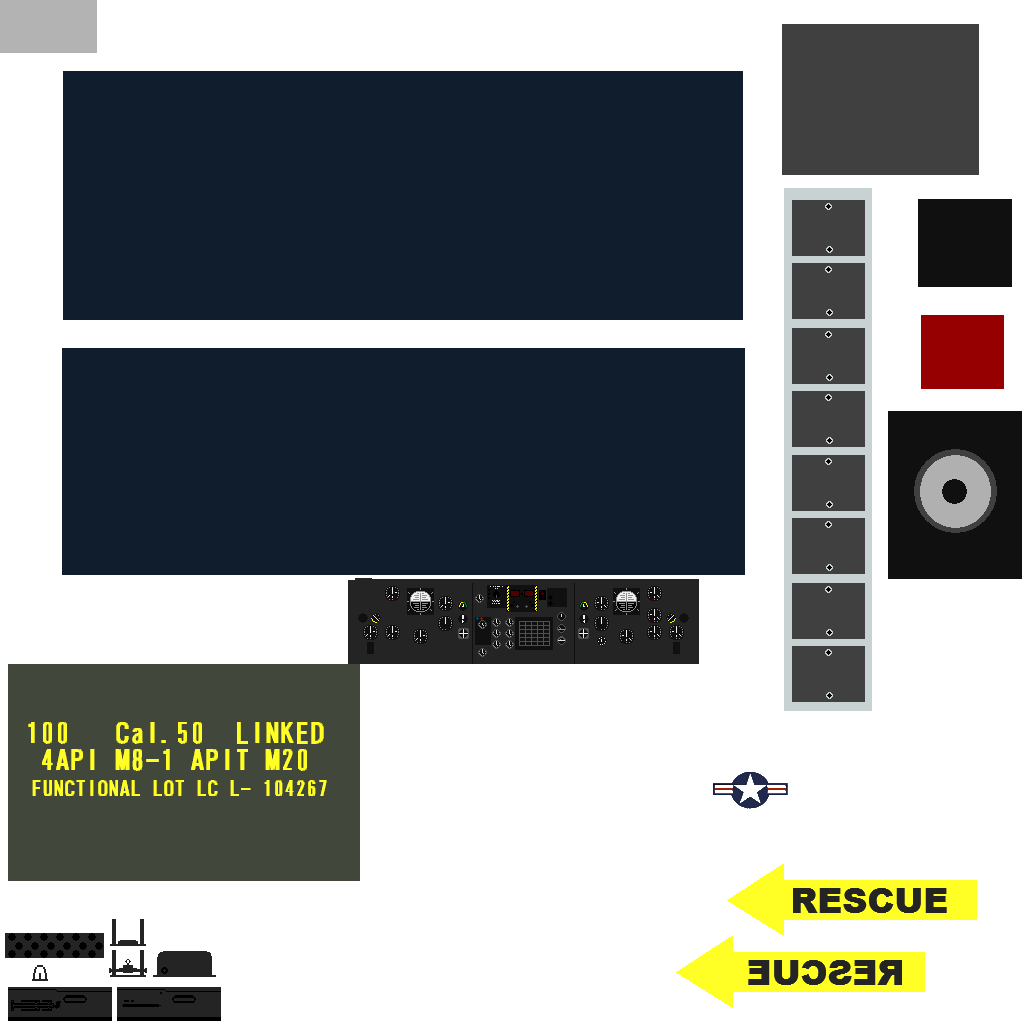 100 Cal.50 LINKED
4API M8-1 APIT M20
FUNCTIONAL LOT LC L- 104267
RESCUE
RESCUE